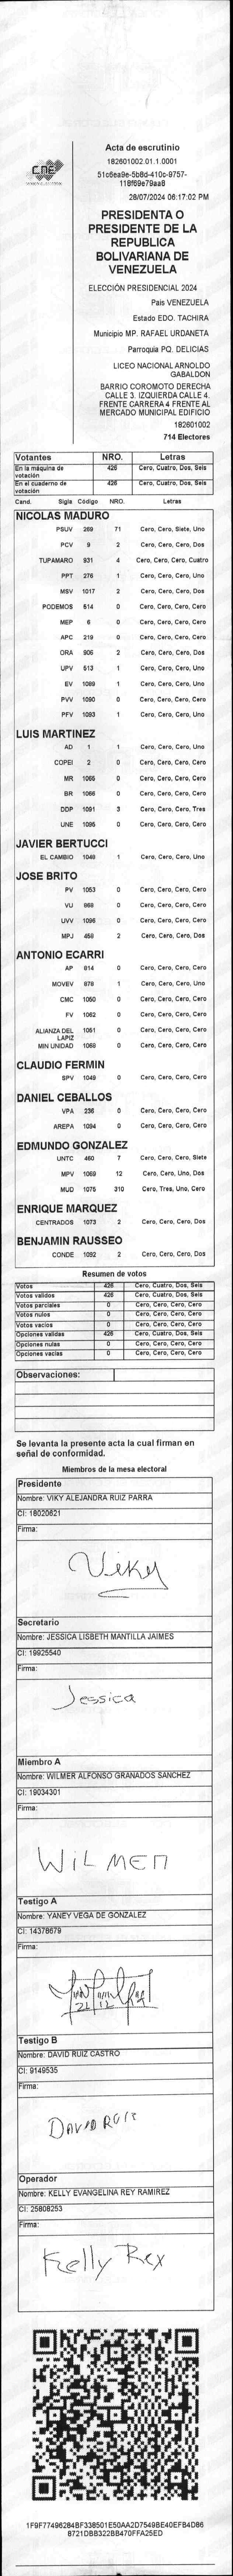 CNE
Acta de escrutinio
182601002.01.1.0001
51c6ea9e-5b8d-410c-9757-
118f69e79aa8
28/07/2024 06:17:02 PM
PRESIDENTA O
PRESIDENTE DE LA
REPUBLICA
BOLIVARIANA DE
VENEZUELA
ELECCIÓN PRESIDENCIAL 2024
Pais VENEZUELA
Estado EDO. TACHIRA
Municipio MP. RAFAEL URDANETA
Parroquia PQ. DELICIAS
LICEO NACIONAL ARNOLDO
GABALDON
BARRIO COROMOTO DERECHA
CALLE 3. IZQUIERDA CALLE 4.
FRENTE CARRERA 4 FRENTE AL
MERCADO MUNICIPAL EDIFICIO
182601002
714 Electores
Votantes NRO. Letras
En la máquina de votación 426 Cero, Cuatro, Dos, Seis
En el cuaderno de votación 426 Cero, Cuatro, Dos, Seis
Cand. Sigla Código NRO. Letras
NICOLAS MADURO
PSUV 269 71 Cero, Cero, Siete, Uno
PCV 9 2 Cero, Cero, Cero, Dos
TUPAMARO 931 4 Cero, Cero, Cero, Cuatro
PPT 276 1 Cero, Cero, Cero, Uno
MSV 1017 2 Cero, Cero, Cero, Dos
PODEMOS 514 0 Cero, Cero, Cero, Cero
MEP 6 0 Cero, Cero, Cero, Cero
APC 219 0 Cero, Cero, Cero, Cero
ORA 906 2 Cero, Cero, Cero, Dos
UPV 513 1 Cero, Cero, Cero, Uno
EV 1089 1 Cero, Cero, Cero, Uno
PVV 1090 0 Cero, Cero, Cero, Cero
PFV 1093 1 Cero, Cero, Cero, Uno
LUIS MARTINEZ
AD 1 1 Cero, Cero, Cero, Uno
COPEI 2 0 Cero, Cero, Cero, Cero
MR 1065 0 Cero, Cero, Cero, Cero
BR 1066 0 Cero, Cero, Cero, Cero
DDP 1091 3 Cero, Cero, Cero, Tres
UNE 1095 0 Cero, Cero, Cero, Cero
JAVIER BERTUCCI
EL CAMBIO 1048 1 Cero, Cero, Cero, Uno
JOSE BRITO
PV 1053 0 Cero, Cero, Cero, Cero
VU 968 0 Cero, Cero, Cero, Cero
UVV 1096 0 Cero, Cero, Cero, Cero
MPJ 459 2 Cero, Cero, Cero, Dos
ANTONIO ECARRI
AP 914 0 Cero, Cero, Cero, Cero
MOVEV 878 1 Cero, Cero, Cero, Uno
CMC 1050 0 Cero, Cero, Cero, Cero
FV 1062 0 Cero, Cero, Cero, Cero
ALIANZA DEL LAPIZ 1061 0 Cero, Cero, Cero, Cero
MIN UNIDAD 1068 0 Cero, Cero, Cero, Cero
CLAUDIO FERMIN
SPV 1049 0 Cero, Cero, Cero, Cero
DANIEL CEBALLOS
VPA 236 0 Cero, Cero, Cero, Cero
AREPA 1094 0 Cero, Cero, Cero, Cero
EDMUNDO GONZALEZ
UNTC 460 7 Cero, Cero, Cero, Siete
MPV 1069 12 Cero, Cero, Uno, Dos
MUD 1075 310 Cero, Tres, Uno, Cero
ENRIQUE MARQUEZ
CENTRADOS 1073 2 Cero, Cero, Cero, Dos
BENJAMIN RAUSSEO
CONDE 1092 2 Cero, Cero, Cero, Dos
Resumen de votos
Votos 426 Cero, Cuatro, Dos, Seis
Votos validos 426 Cero, Cuatro, Dos, Seis
Votos parciales 0 Cero, Cero, Cero, Cero
Votos nulos 0 Cero, Cero, Cero, Cero
Votos vacios 0 Cero, Cero, Cero, Cero
Opciones validas 426 Cero, Cuatro, Dos, Seis
Opciones nulas 0 Cero, Cero, Cero, Cero
Opciones vacias 0 Cero, Cero, Cero, Cero
Observaciones:
Se levanta la presente acta la cual firman en
señal de conformidad.
Miembros de la mesa electoral
Presidente
Nombre: VIKY ALEJANDRA RUIZ PARRA
CI: 18020621
Firma:
Viky
Secretario
Nombre: JESSICA LISBETH MANTILLA JAIMES
CI: 19925540
Firma:
Jessica
Miembro A
Nombre: WILMER ALFONSO GRANADOS SANCHEZ
CI: 19034301
Firma:
WILMER
Testigo A
Nombre: YANEY VEGA DE GONZALEZ
CI: 14378679
Firma:
Testigo B
Nombre: DAVID RUIZ CASTRO
CI: 9149535
Firma:
DAVID RUIZ
Operador
Nombre: KELLY EVANGELINA REY RAMIREZ
CI: 25808253
Firma:
Kelly Rey
1F9F77496284BF338501E50AA2D7549BE40EFB4D86
8721DBB322BB470FFA25ED